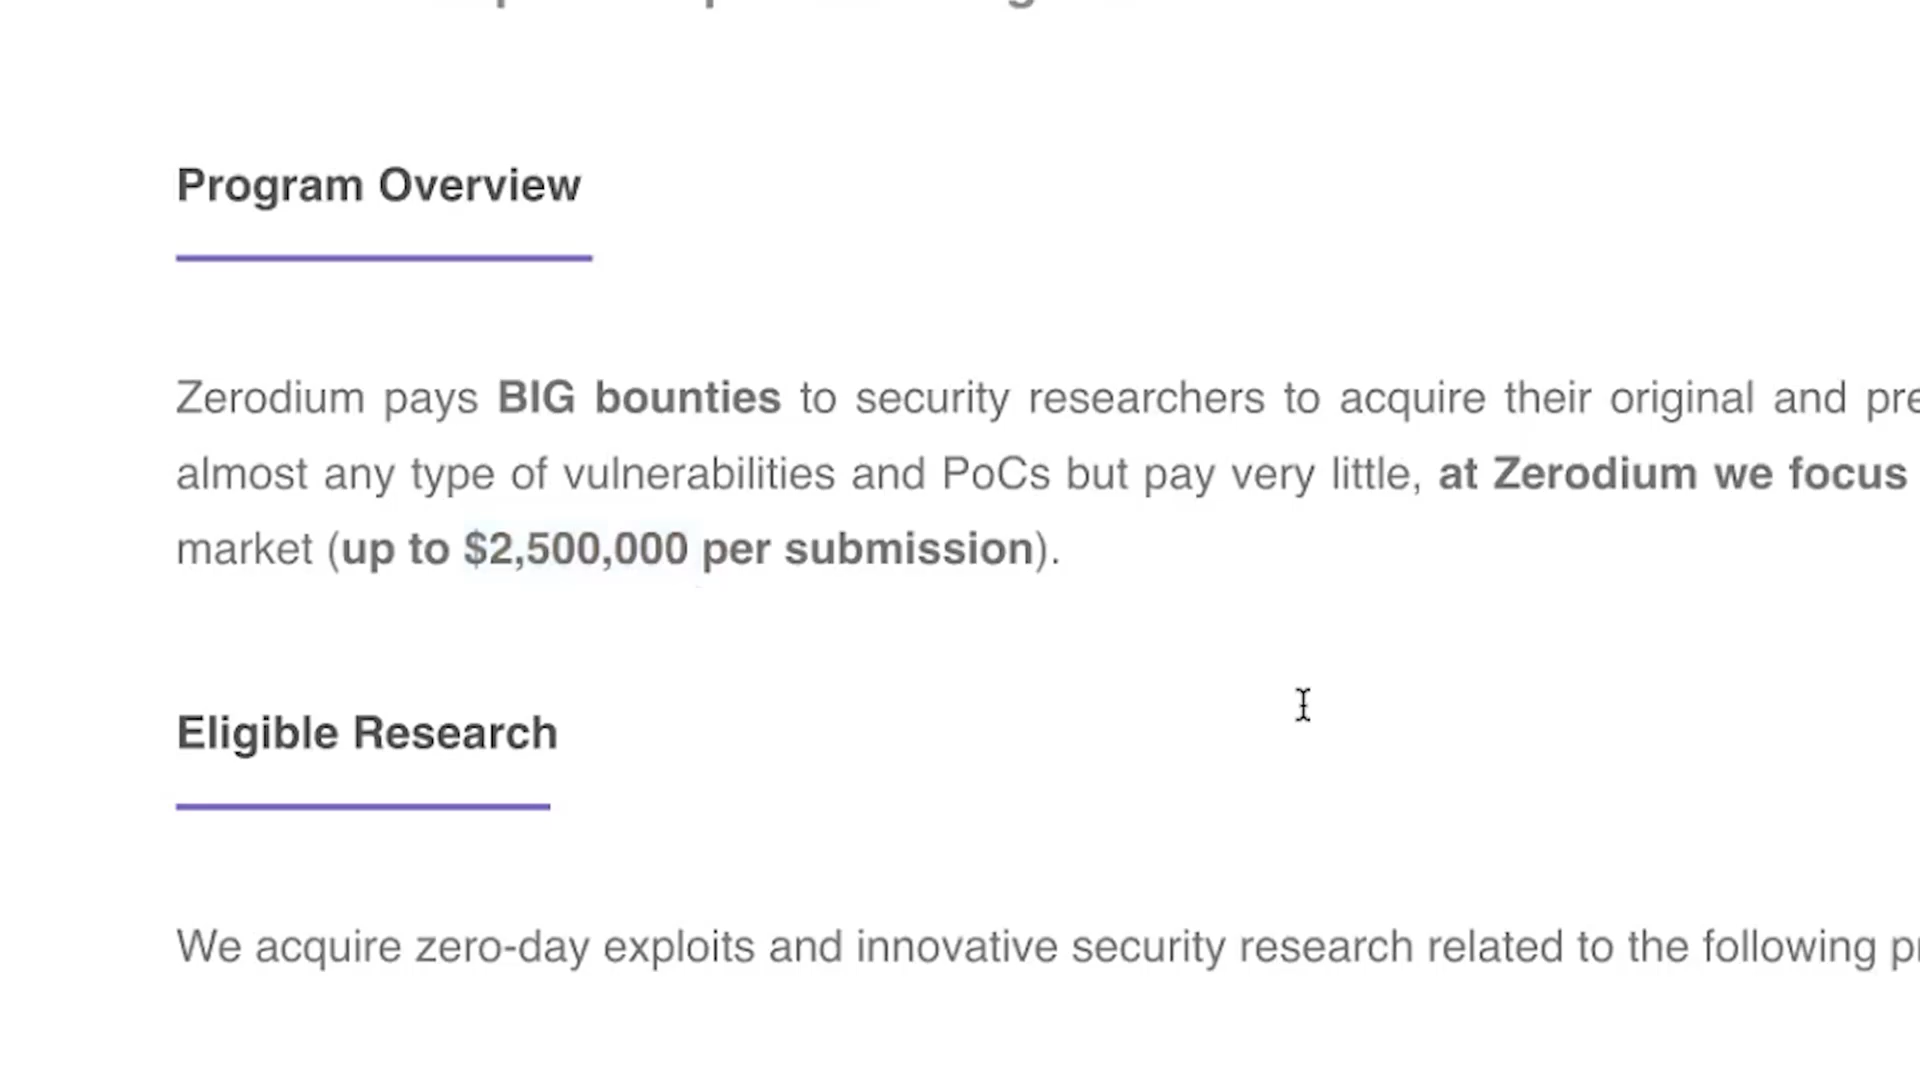 Program Overview
Zerodium pays BIG bounties to security researchers to acquire their original and
almost any type of vulnerabilities and PoCs but pay very little, at Zerodium we focus
market (up to $2,500,000 per submission).
Eligible Research
We acquire zero-day exploits and innovative security research related to the following